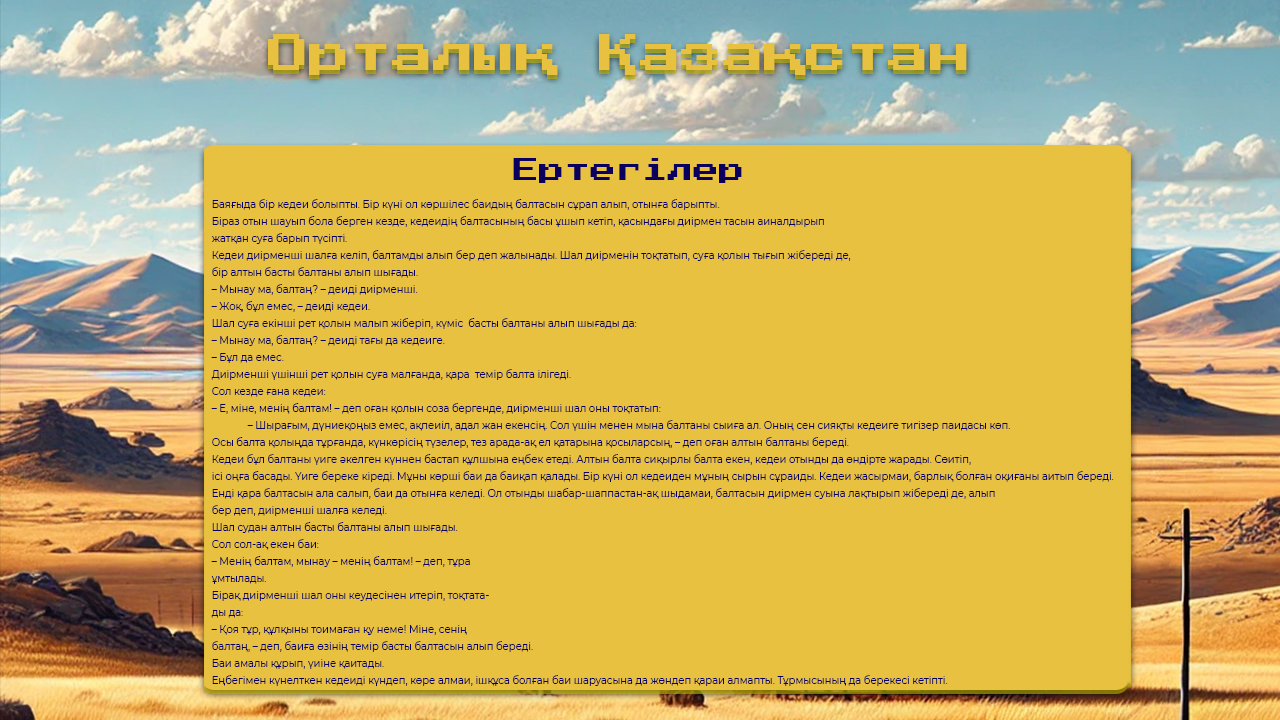 Орталық Қазақстан
Ертегілер
Баяғыда бір кедеи болыпты. Бір күні ол көршілес баидың балтасын сұрап алып, отынға барыпты.
Біраз отын шауып бола берген кезде, кедеидің балтасының басы ұшып кетіп, қасындағы диірмен тасын аиналдырып
жатқан суға барып түсіпті.
Кедеи диірменші шалға келіп, балтамды алып бер деп жалынады. Шал диірменін тоқтатып, суға қолын тығып жібереді де,
бір алтын басты балтаны алып шығады.
– Мынау ма, балтаң? – деиді диірменші.
– Жоқ, бұл емес, – деиді кедеи.
Шал суға екінші рет қолын малып жіберіп, күміс  басты балтаны алып шығады да:
– Мынау ма, балтаң? – деиді тағы да кедеиге.
– Бұл да емес.
Диірменші үшінші рет қолын суға малғанда, қара  темір балта ілігеді.
Сол кезде ғана кедеи:
– Е, міне, менің балтам! – деп оған қолын соза бергенде, диірменші шал оны тоқтатып:
– Шырағым, дүниеқоңыз емес, ақпеиіл, адал жан екенсің. Сол үшін менен мына балтаны сыиға ал. Оның сен сияқты кедеиге тигізер паидасы көп.
Осы балта қолыңда тұрғанда, күнкөрісің түзелер, тез арада-ақ ел қатарына қосыларсың, – деп оған алтын балтаны береді.
Кедеи бұл балтаны үиге әкелген күннен бастап құлшына еңбек етеді. Алтын балта сиқырлы балта екен, кедеи отынды да өндірте жарады. Сөитіп,
ісі оңға басады. Үиге береке кіреді. Мұны көрші баи да баиқап қалады. Бір күні ол кедеиден мұның сырын сұраиды. Кедеи жасырмаи, барлық болған оқиғаны аитып береді.
Енді қара балтасын ала салып, баи да отынға келеді. Ол отынды шабар-шаппастан-ақ шыдамаи, балтасын диірмен суына лақтырып жібереді де, алып
бер деп, диірменші шалға келеді.
Шал судан алтын басты балтаны алып шығады.
Сол сол-ақ екен баи:
– Менің балтам, мынау – менің балтам! – деп, тұра
ұмтылады.
Бірақ диірменші шал оны кеудесінен итеріп, тоқтата-
ды да:
– Қоя тұр, құлқыны тоимаған қу неме! Міне, сенің
балтаң, – деп, баиға өзінің темір басты балтасын алып береді.
Баи амалы құрып, үиіне қаитады.
Еңбегімен күнелткен кедеиді күндеп, көре алмаи, ішқұса болған баи шаруасына да жөндеп қараи алмапты. Тұрмысының да берекесі кетіпті.